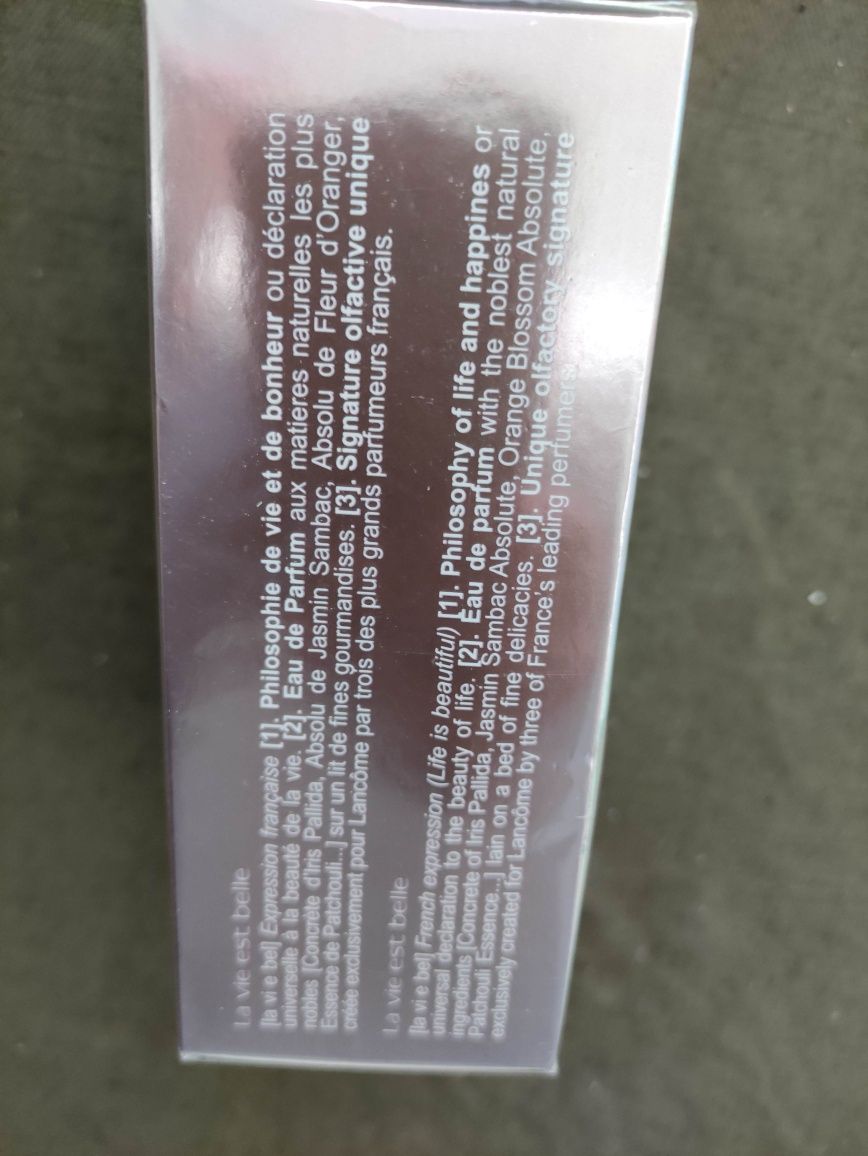 La vie est belle
[la vi ɛ bɛl] Expression française [1]. Philosophie de vie et de bonheur ou déclaration
universelle à la beauté de la vie. [2]. Eau de Parfum aux matières naturelles les plus
nobles [Concrète d'Iris Pallida, Absolu de Jasmin Sambac, Absolu de Fleur d'Oranger,
Essence de Patchouli...] sur un lit de fines gourmandises. [3]. Signature olfactive unique
créée exclusivement pour Lancôme par trois des plus grands parfumeurs français.
La vie est belle
[la vi ɛ bɛl] French expression (Life is beautiful) [1]. Philosophy of life and happines or
universal declaration to the beauty of life. [2]. Eau de parfum with the noblest natural
ingredients [Concrete of Iris Pallida, Jasmin Sambac Absolute, Orange Blossom Absolute,
Patchouli Essence...] lain on a bed of fine delicacies. [3]. Unique olfactory signature
exclusively created for Lancôme by three of France's leading perfumers.